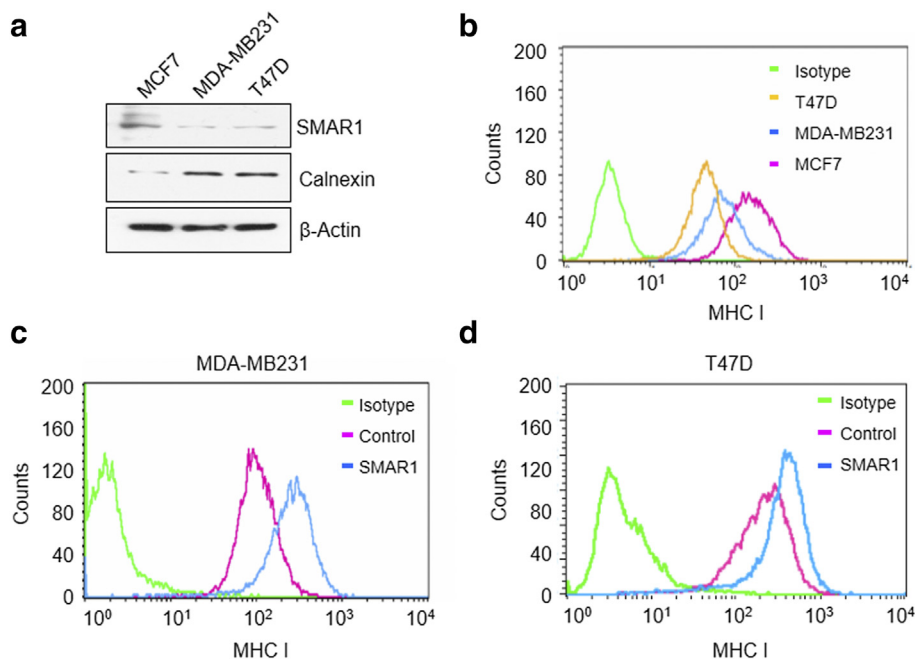 a
MCF7
MDA-MB231
T47D
SMAR1
Calnexin
β-Actin
b
200
160
120
80
40
0
Counts
Isotype
T47D
MDA-MB231
MCF7
10⁰ 10¹ 10² 10³ 10⁴
MHC I
c
MDA-MB231
200
160
120
80
40
0
Counts
Isotype
Control
SMAR1
10⁰ 10¹ 10² 10³ 10⁴
MHC I
d
T47D
200
160
120
80
40
0
Counts
Isotype
Control
SMAR1
10⁰ 10¹ 10² 10³ 10⁴
MHC I